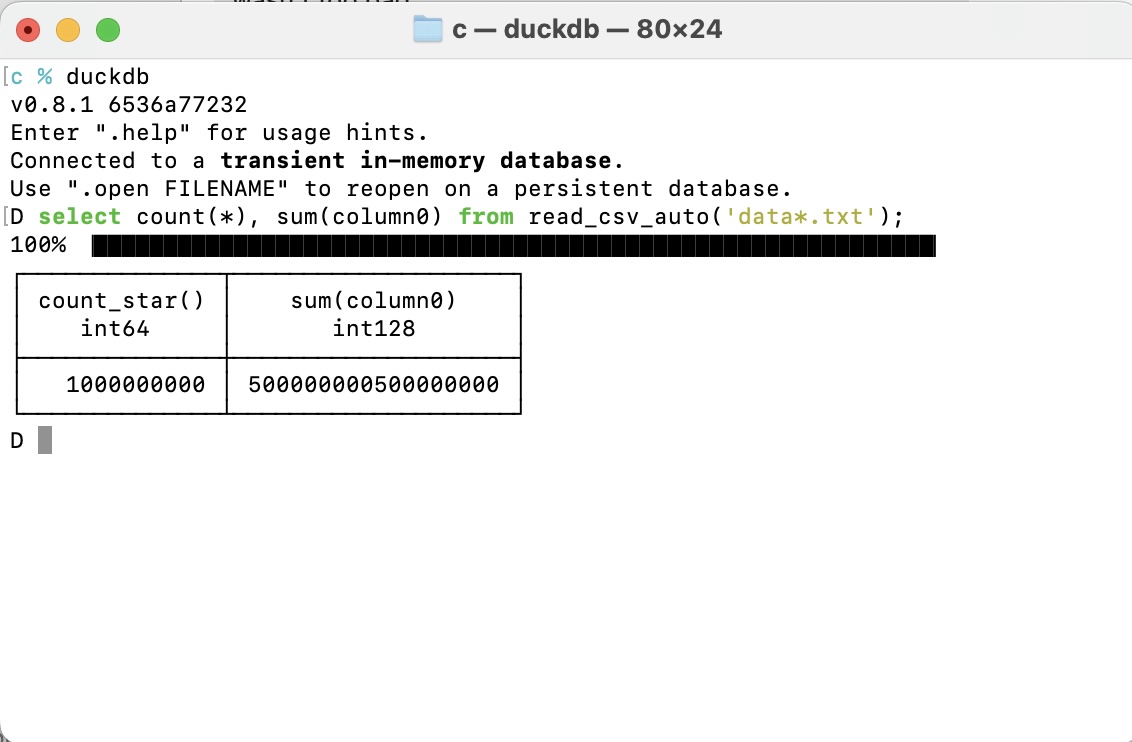 c — duckdb — 80×24
c % duckdb
v0.8.1 6536a77232
Enter ".help" for usage hints.
Connected to a transient in-memory database.
Use ".open FILENAME" to reopen on a persistent database.
D select count(*), sum(column0) from read_csv_auto('data*.txt');
100%
count_star() sum(column0)
int64 int128
1000000000 500000000500000000
D